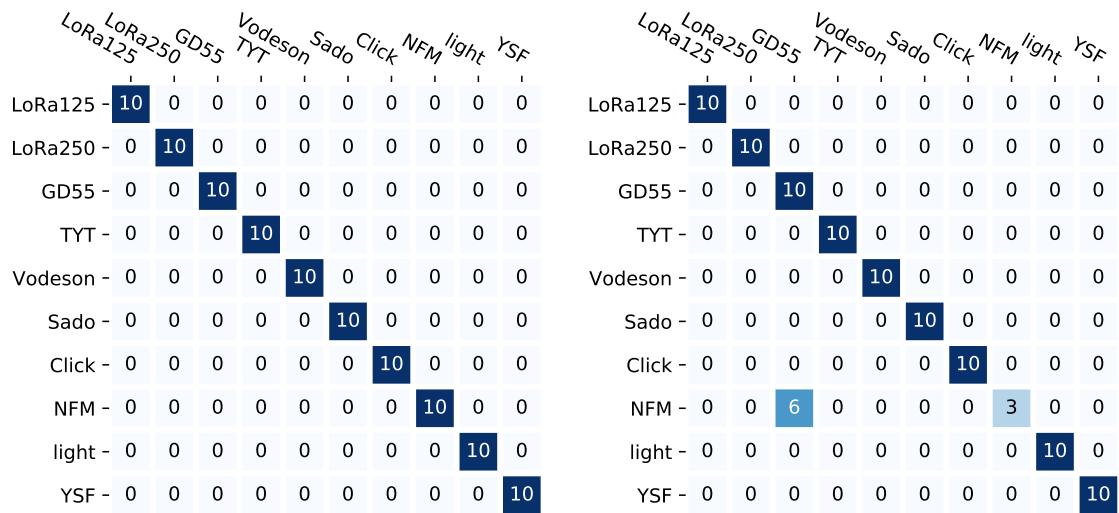 LoRa125 LoRa250 GD55 TYT Vodeson Sado Click NFM light YSF
LoRa125 10 0 0 0 0 0 0 0 0 0
LoRa250 0 10 0 0 0 0 0 0 0 0
GD55 0 0 10 0 0 0 0 0 0 0
TYT 0 0 0 10 0 0 0 0 0 0
Vodeson 0 0 0 0 10 0 0 0 0 0
Sado 0 0 0 0 0 10 0 0 0 0
Click 0 0 0 0 0 0 10 0 0 0
NFM 0 0 0 0 0 0 0 10 0 0
light 0 0 0 0 0 0 0 0 10 0
YSF 0 0 0 0 0 0 0 0 0 10
LoRa125 LoRa250 GD55 TYT Vodeson Sado Click NFM light YSF
LoRa125 10 0 0 0 0 0 0 0 0 0
LoRa250 0 10 0 0 0 0 0 0 0 0
GD55 0 0 10 0 0 0 0 0 0 0
TYT 0 0 0 10 0 0 0 0 0 0
Vodeson 0 0 0 0 10 0 0 0 0 0
Sado 0 0 0 0 0 10 0 0 0 0
Click 0 0 0 0 0 0 10 0 0 0
NFM 0 0 6 0 0 0 0 3 0 0
light 0 0 0 0 0 0 0 0 10 0
YSF 0 0 0 0 0 0 0 0 0 10